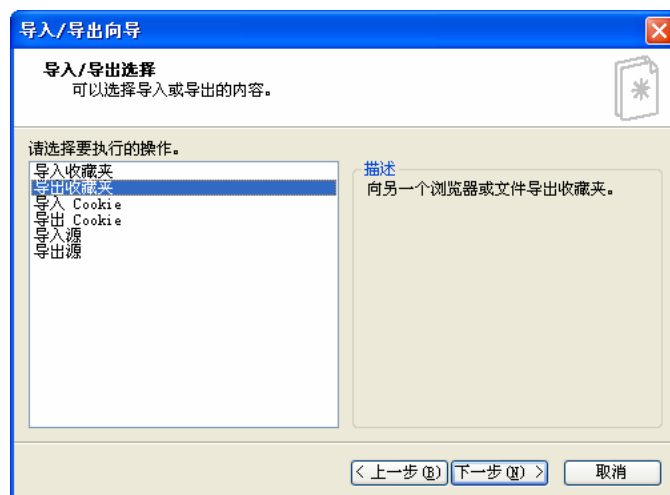 导入/导出向导
导入/导出选择
可以选择导入或导出的内容。
请选择要执行的操作。
导入收藏夹
导出收藏夹
导入 Cookie
导出 Cookie
导入源
导出源
描述
向另一个浏览器或文件导出收藏夹。
< 上一步(B)
下一步(N) >
取消